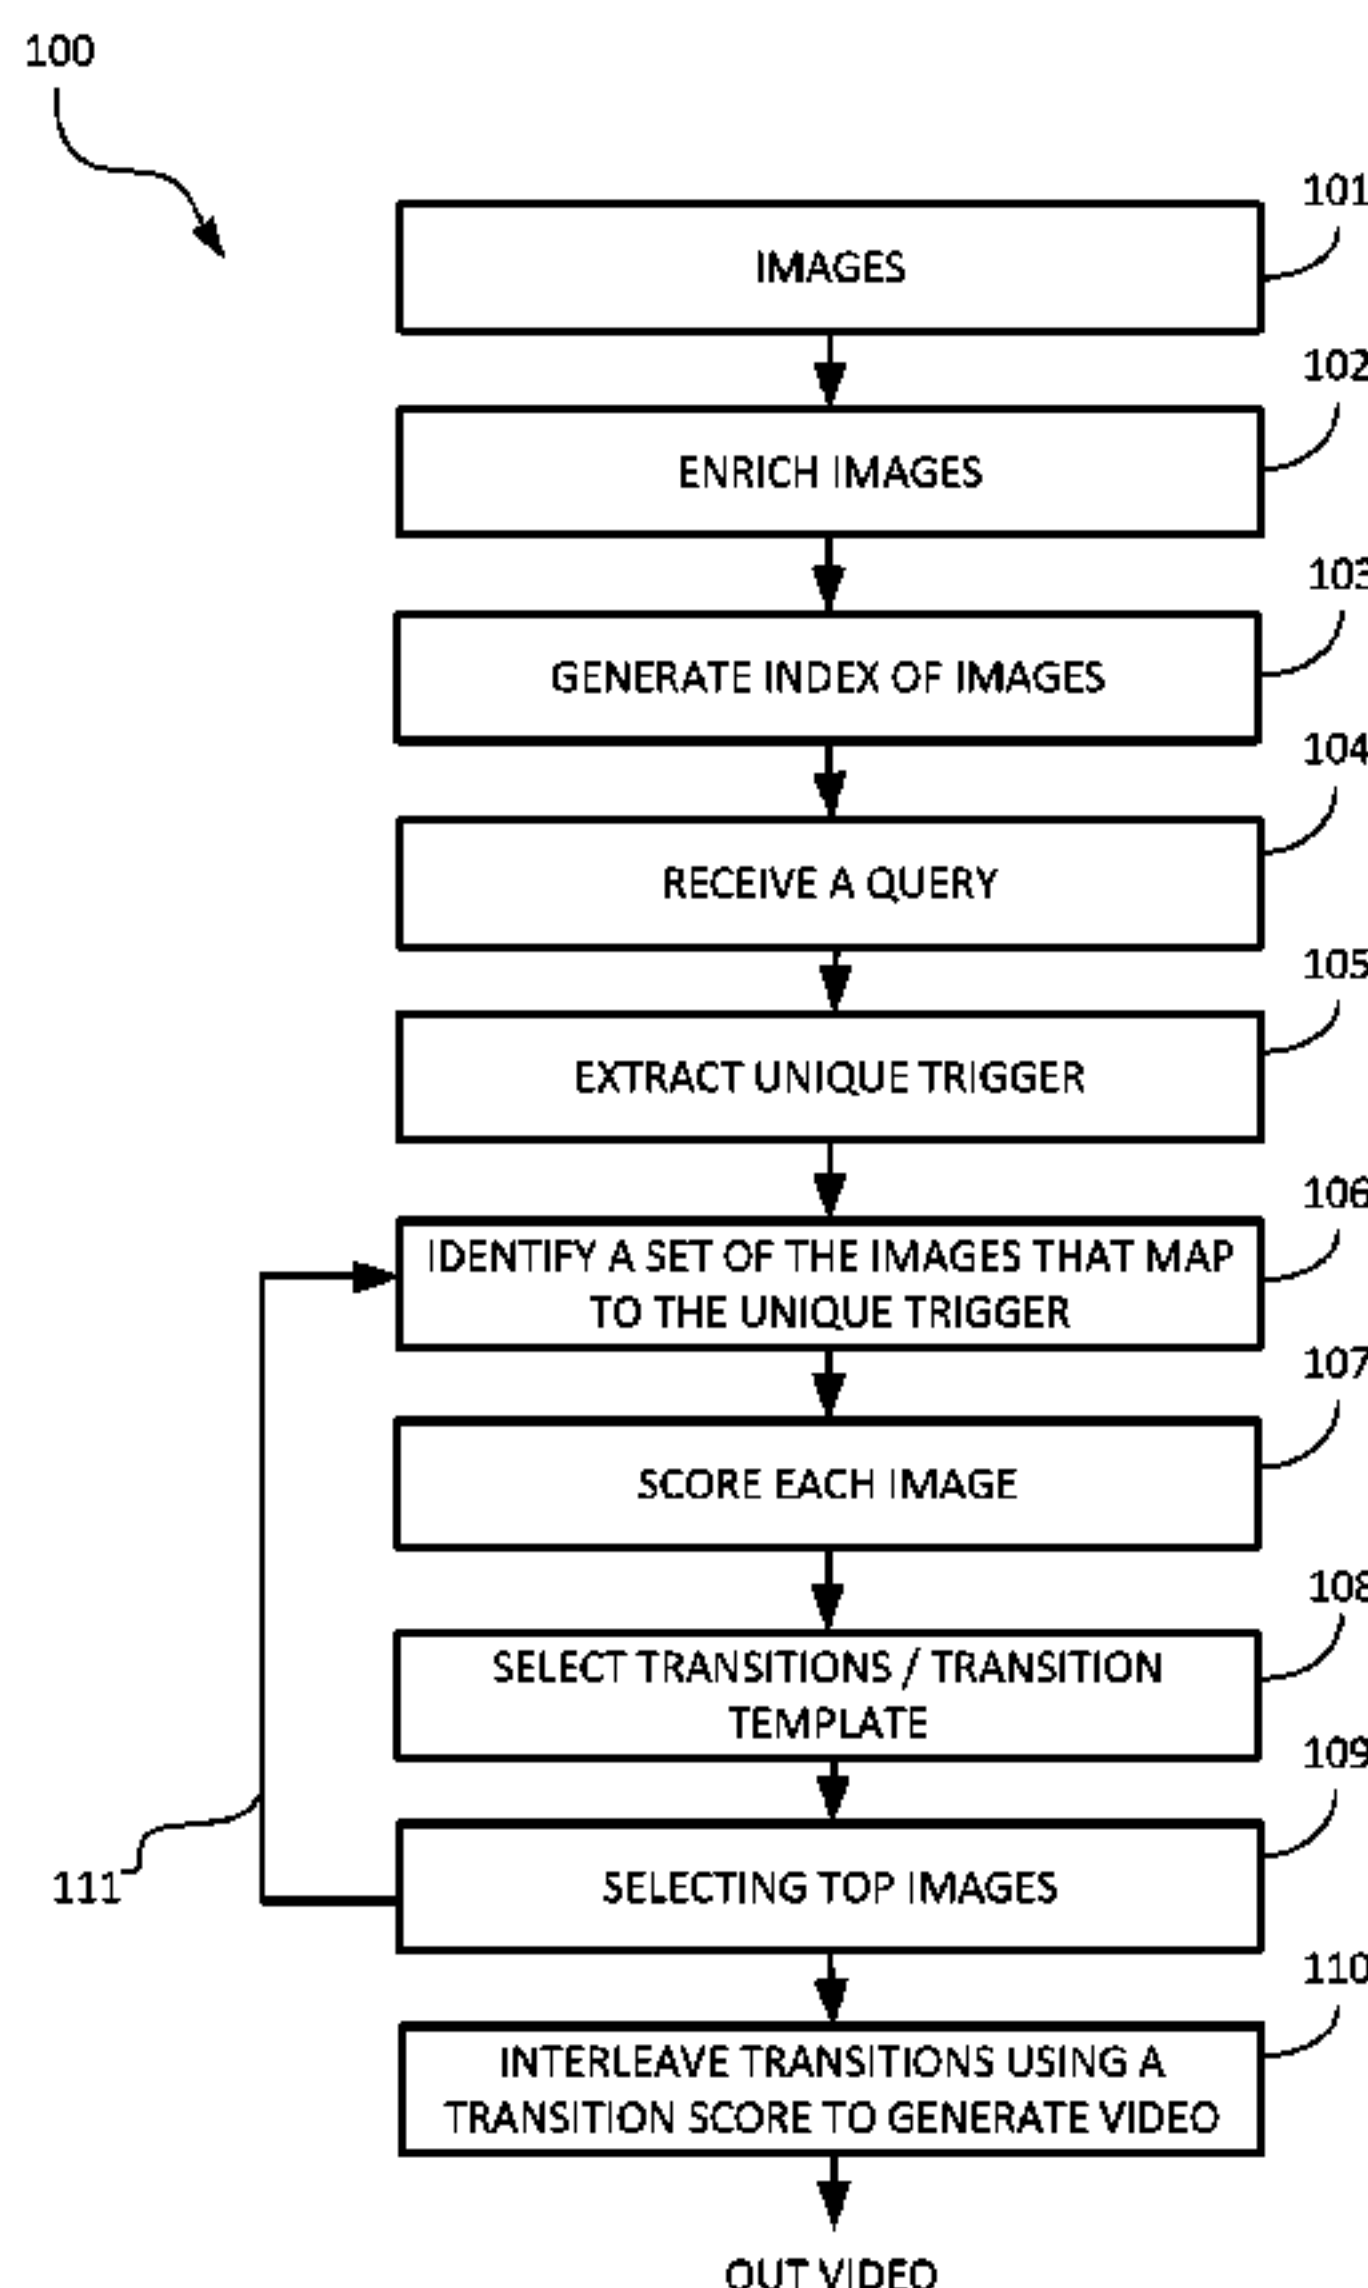 100
101
IMAGES
102
ENRICH IMAGES
103
GENERATE INDEX OF IMAGES
104
RECEIVE A QUERY
105
EXTRACT UNIQUE TRIGGER
106
IDENTIFY A SET OF THE IMAGES THAT MAP
TO THE UNIQUE TRIGGER
107
SCORE EACH IMAGE
108
SELECT TRANSITIONS / TRANSITION
TEMPLATE
109
SELECTING TOP IMAGES
111
110
INTERLEAVE TRANSITIONS USING A
TRANSITION SCORE TO GENERATE VIDEO
OUT VIDEO